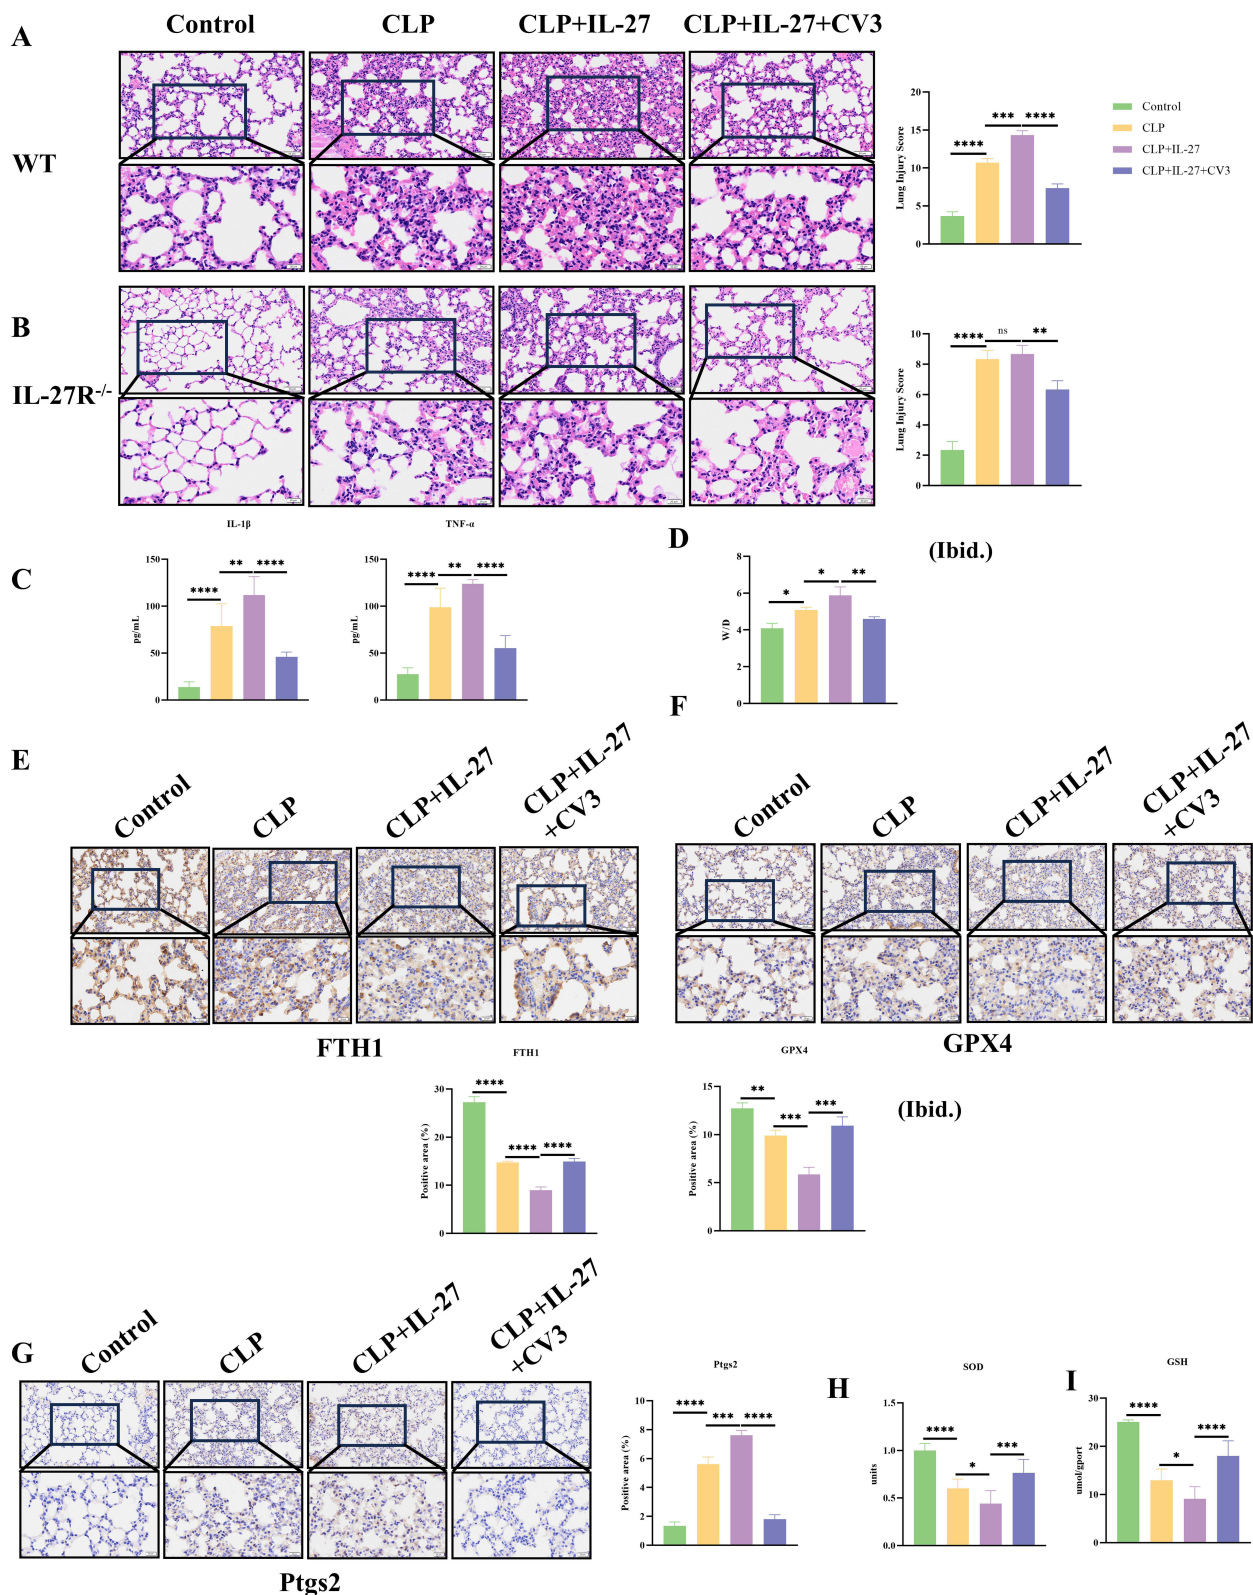 A
Control
CLP
CLP+IL-27
CLP+IL-27+CV3
WT
20
15
10
5
0
Lung Injury Score
****
***
****
Control
CLP
CLP+IL-27
CLP+IL-27+CV3
B
IL-27R-/-
10
8
6
4
2
0
Lung Injury Score
****
ns
**
C
IL-1β
150
100
50
0
pg/mL
****
**
****
TNF-α
150
100
50
0
pg/mL
****
**
****
D
(Ibid.)
8
6
4
2
0
W/D
*
*
**
E
Control
CLP
CLP+IL-27
CLP+IL-27
+CV3
FTH1
FTH1
30
20
10
0
Positive area (%)
****
****
****
F
Control
CLP
CLP+IL-27
CLP+IL-27
+CV3
GPX4
GPX4
15
10
5
0
Positive area (%)
**
***
***
(Ibid.)
G
Control
CLP
CLP+IL-27
CLP+IL-27
+CV3
Ptgs2
Ptgs2
10
8
6
4
2
0
Positive area (%)
****
***
****
H
SOD
1.5
1.0
0.5
0.0
units
****
*
***
I
GSH
30
20
10
0
umol/gport
****
*
****